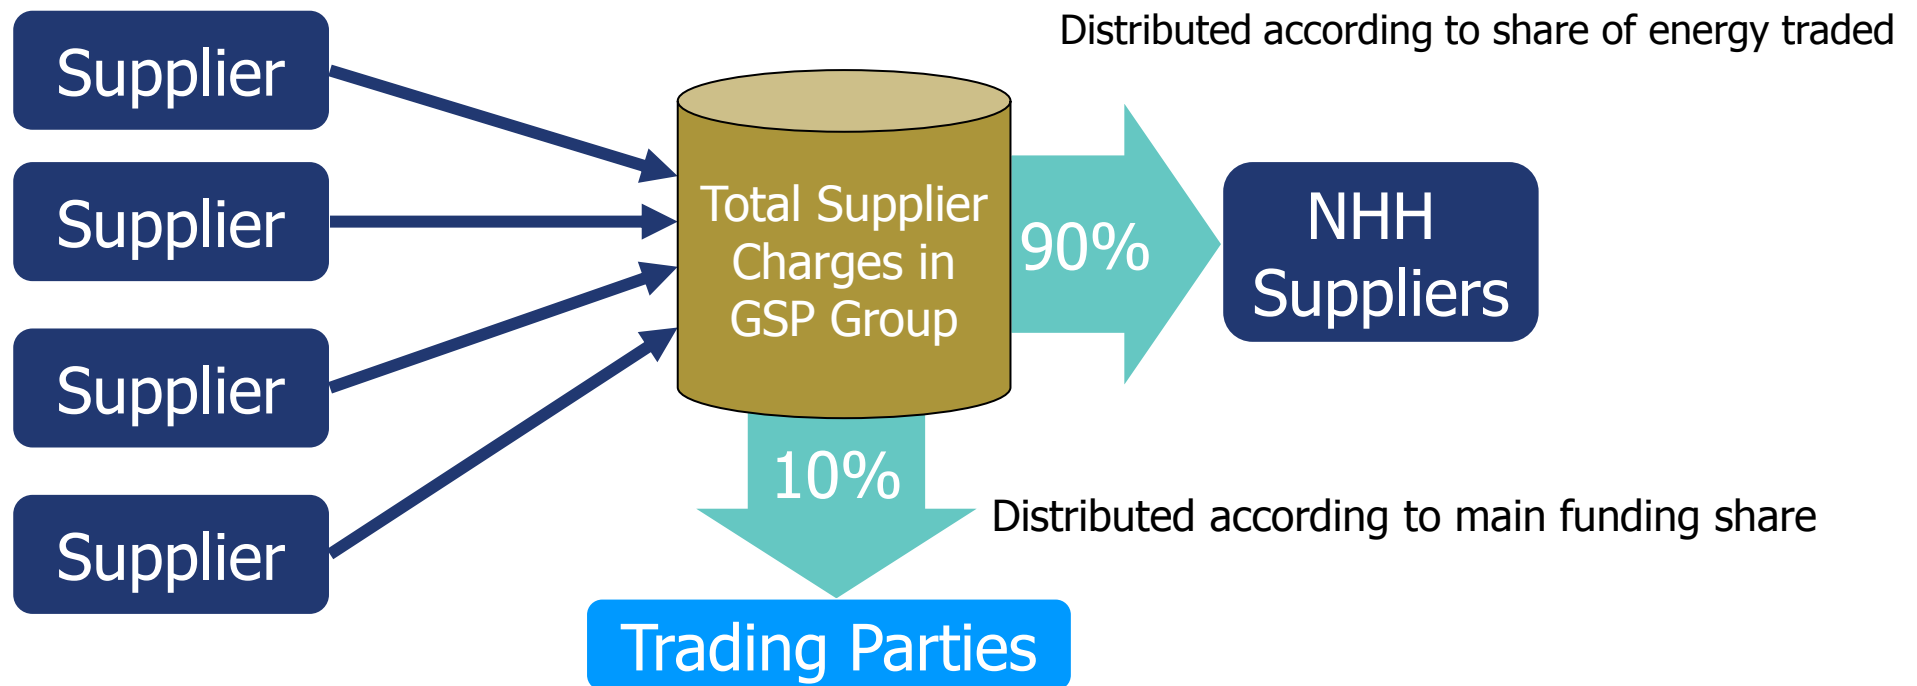 Distributed according to share of energy traded
Supplier
Supplier
Supplier
Supplier
Total Supplier
Charges in
GSP Group
90%
NHH
Suppliers
10%
Distributed according to main funding share
Trading Parties